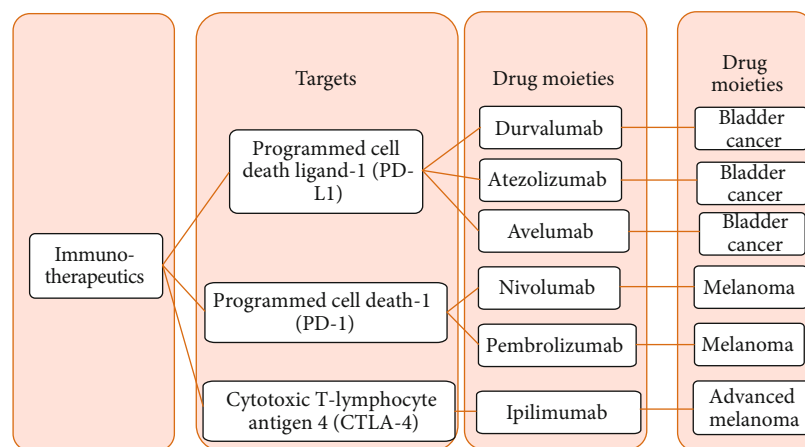 Immuno-
therapeutics
Targets
Programmed cell
death ligand-1 (PD-
L1)
Programmed cell death-1
(PD-1)
Cytotoxic T-lymphocyte
antigen 4 (CTLA-4)
Drug moieties
Durvalumab
Atezolizumab
Avelumab
Nivolumab
Pembrolizumab
Ipilimumab
Drug
moieties
Bladder
cancer
Bladder
cancer
Bladder
cancer
Melanoma
Melanoma
Advanced
melanoma